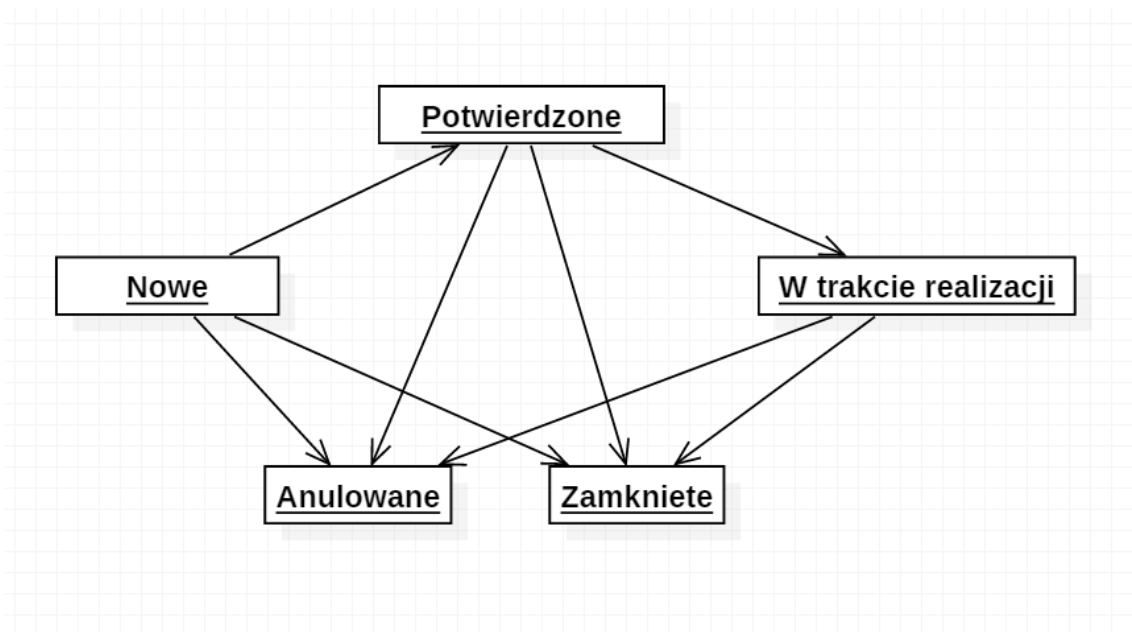 Potwierdzone
Nowe
W trakcie realizacji
Anulowane
Zamkniete